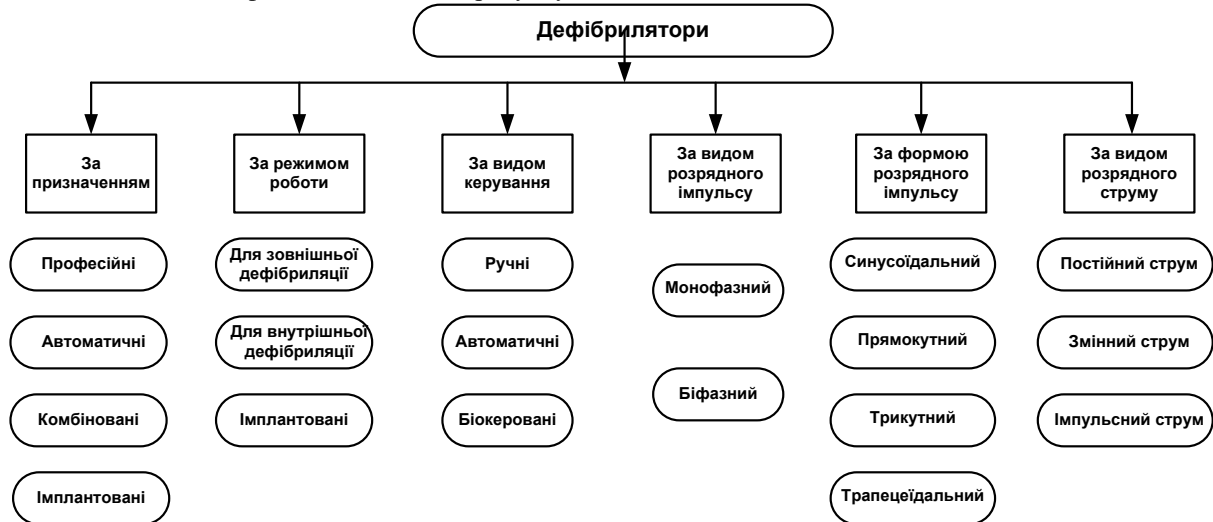 Дефібрилятори
За
призначенням
За режимом
роботи
За видом
керування
За видом
розрядного
імпульсу
За формою
розрядного
імпульсу
За видом
розрядного
струму
Професійні
Автоматичні
Комбіновані
Імплантовані
Для зовнішньої
дефібриляції
Для внутрішньої
дефібриляції
Імплантовані
Ручні
Автоматичні
Біокеровані
Монофазний
Біфазний
Синусоїдальний
Прямокутний
Трикутний
Трапецеїдальний
Постійний струм
Змінний струм
Імпульсний струм